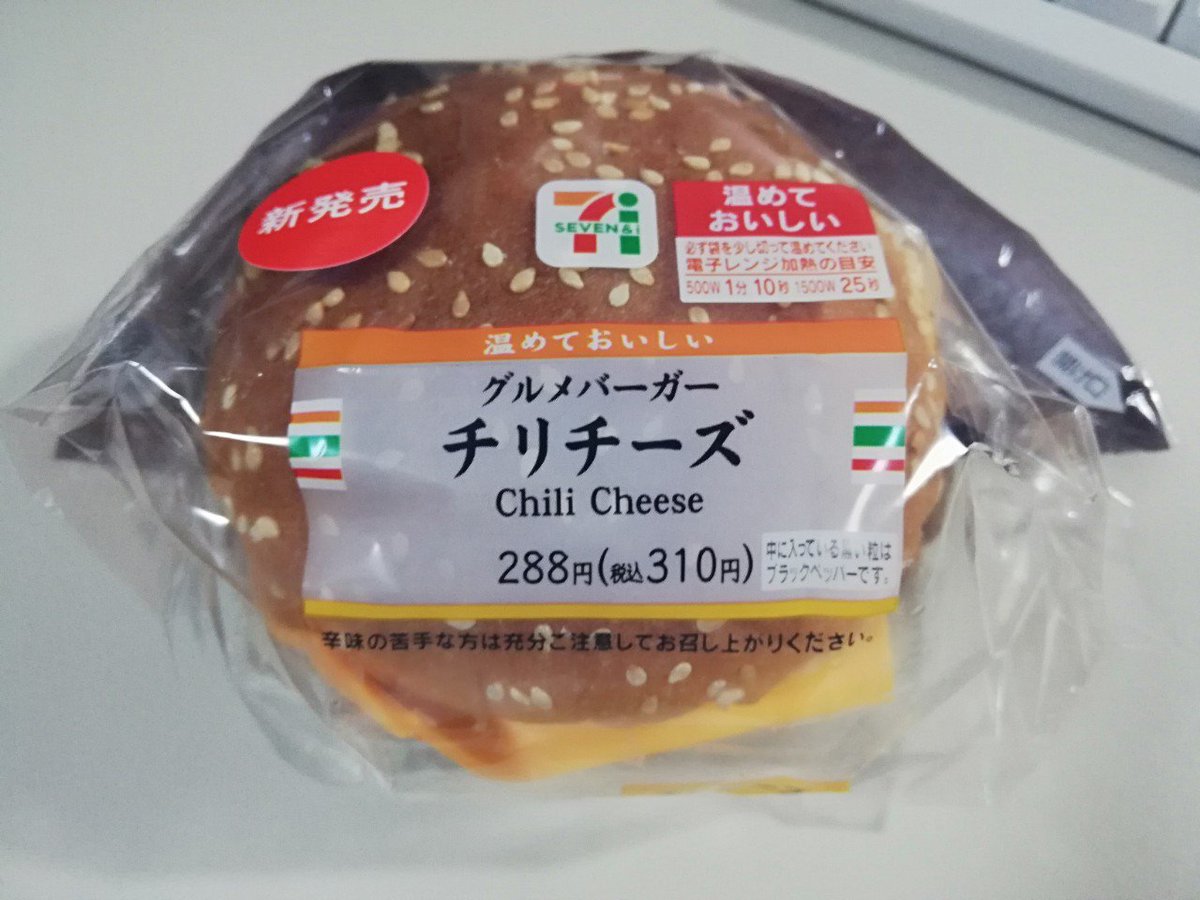 新発売
SEVEN & i
温めて
おいしい
必ず袋を少し切って温めてください
電子レンジ加熱の目安
500W 1分10秒 1500W 25秒
温めておいしい
グルメバーガー
チリチーズ
Chili Cheese
288円(税込310円)
中に入っている黒い粒は
ブラックペッパーです。
辛味の苦手な方は充分ご注意してお召し上がりください。
開け口